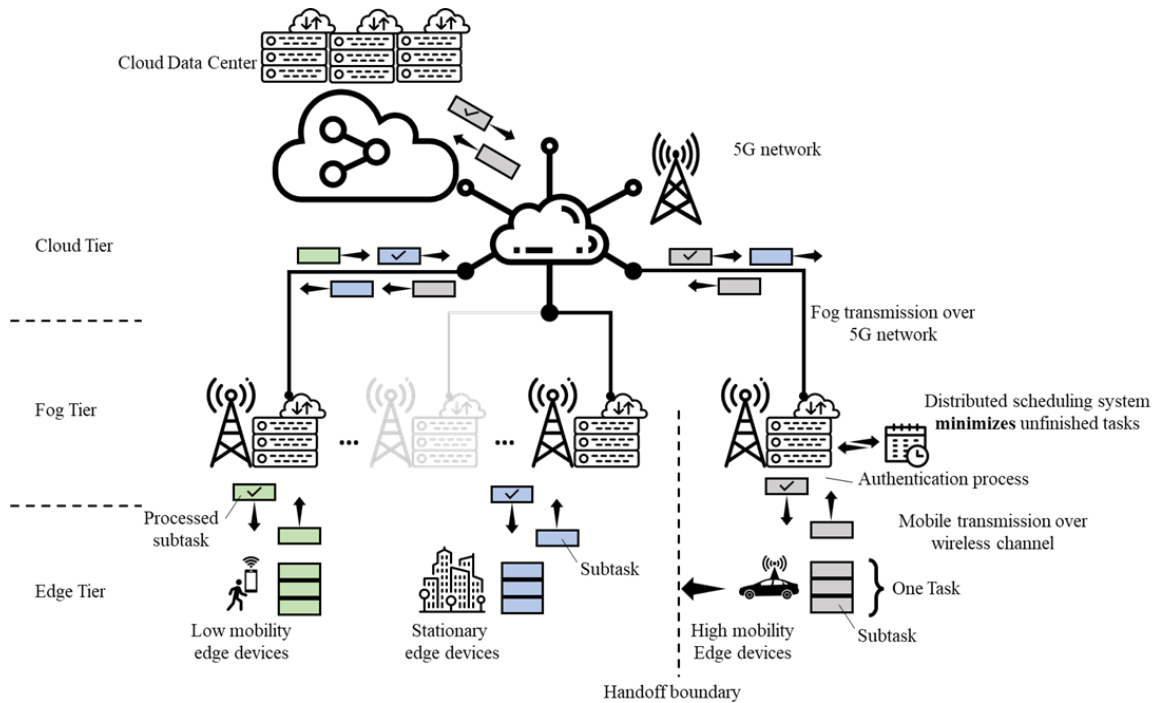 Cloud Data Center
5G network
Cloud Tier
Fog transmission over
5G network
Fog Tier
Distributed scheduling system
minimizes unfinished tasks
...
...
Authentication process
Processed
subtask
Mobile transmission over
wireless channel
Subtask
Edge Tier
One Task
Subtask
Low mobility
edge devices
Stationary
edge devices
High mobility
Edge devices
Handoff boundary